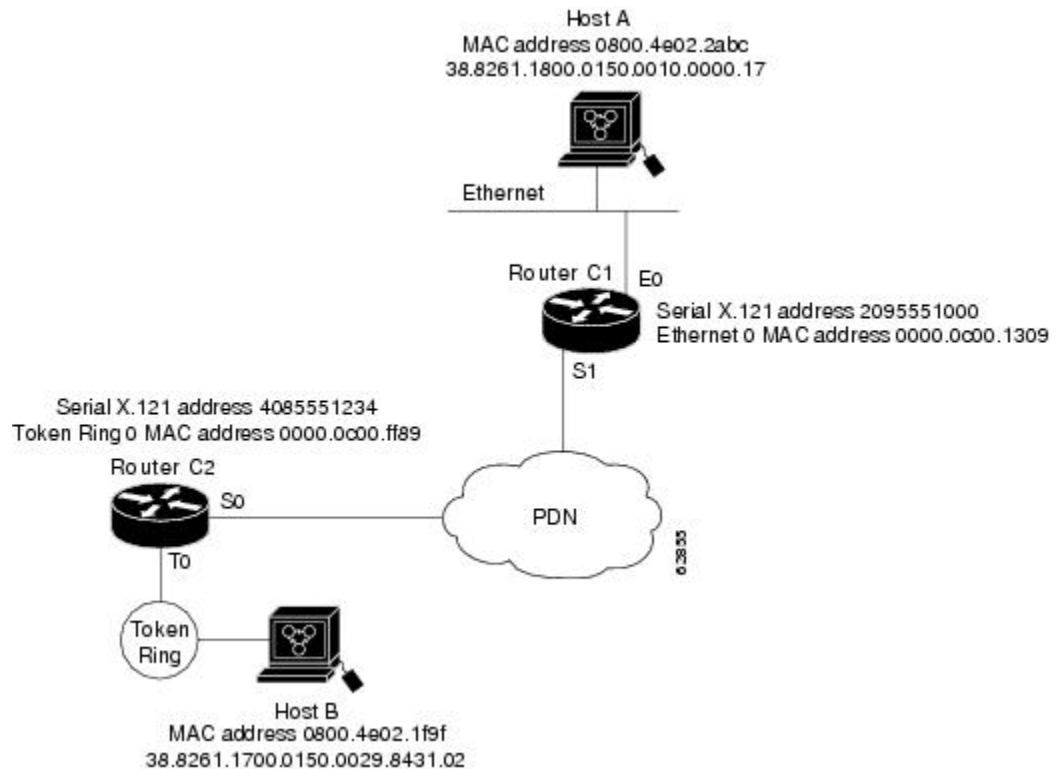 Host A
MAC address 0800.4e02.2abc
38.8261.1800.0150.0010.0000.17
Ethernet
Router C1
E0
Serial X.121 address 2095551000
Ethernet 0 MAC address 0000.0c00.1309
S1
Serial X.121 address 4085551234
Token Ring 0 MAC address 0000.0c00.ff89
Router C2
S0
PDN
62855
T0
Token
Ring
Host B
MAC address 0800.4e02.1f9f
38.8261.1700.0150.0029.8431.02